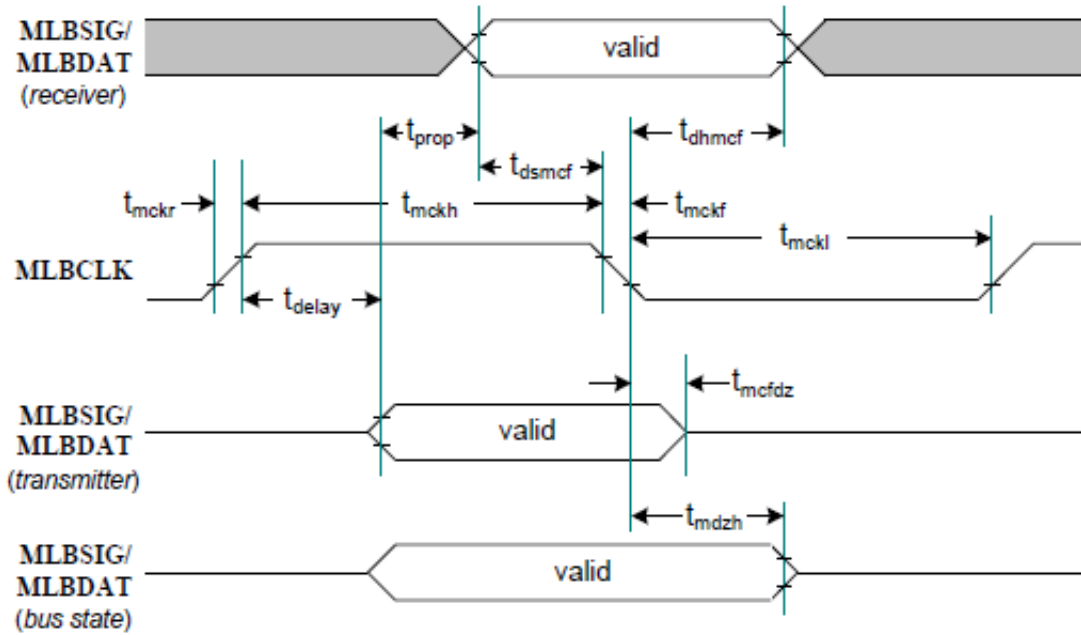 MLBSIG/
MLBDAT
(receiver)
valid
tprop
tdhmcf
tdsmcf
tmckr
tmckh
tmckf
tmckl
MLBCLK
tdelay
tmcfdz
MLBSIG/
MLBDAT
(transmitter)
valid
tmdzh
MLBSIG/
MLBDAT
(bus state)
valid